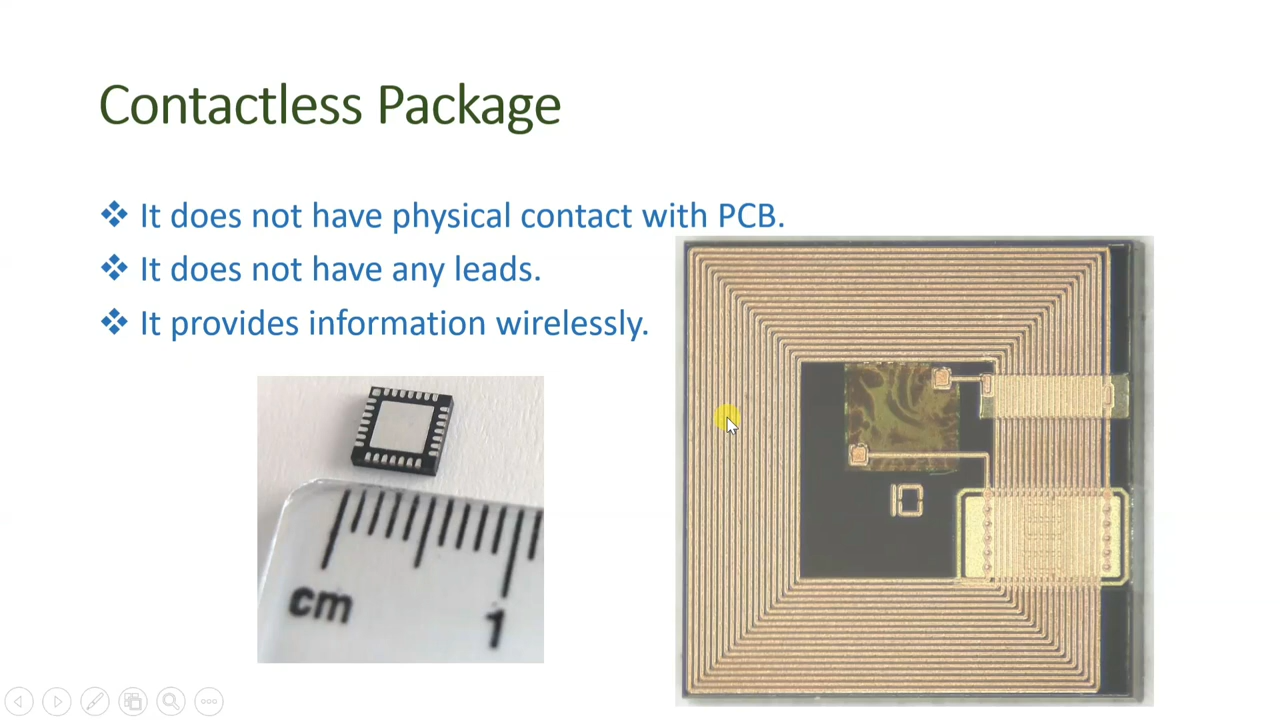 Contactless Package
❖ It does not have physical contact with PCB.
❖ It does not have any leads.
❖ It provides information wirelessly.
10
cm
1